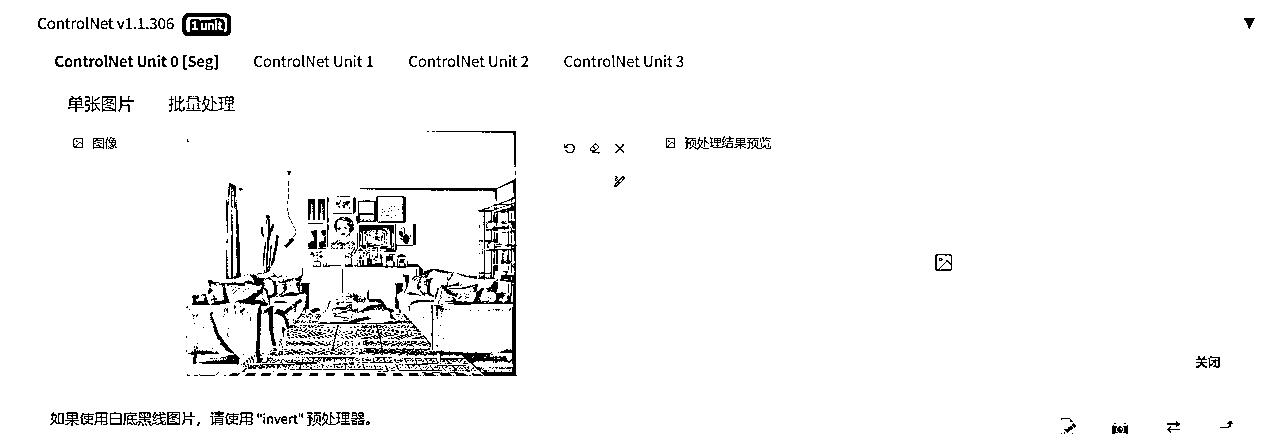 ControlNet v1.1.306 [1 unit]
ControlNet Unit 0 [Seg] ControlNet Unit 1 ControlNet Unit 2 ControlNet Unit 3
单张图片 批量处理
图像 预处理结果预览
关闭
如果使用白底黑线图片，请使用 "invert" 预处理器。